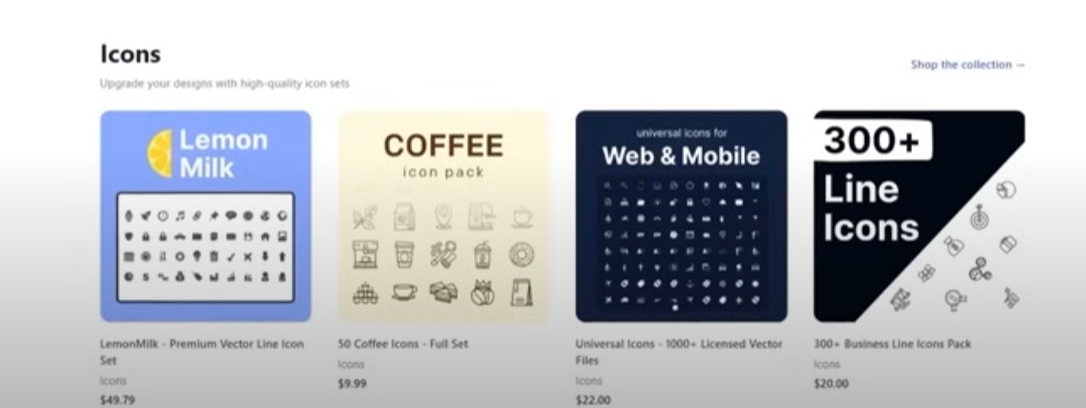 Icons
Upgrade your designs with high-quality icon sets
Shop the collection →
Lemon
Milk
COFFEE
icon pack
universal icons for
Web & Mobile
300+
Line
Icons
LemonMilk - Premium Vector Line Icon
Set
Icons
$49.79
50 Coffee Icons - Full Set
Icons
$9.99
Universal Icons - 1000+ Licensed Vector
Files
Icons
$22.00
300+ Business Line Icons Pack
Icons
$20.00